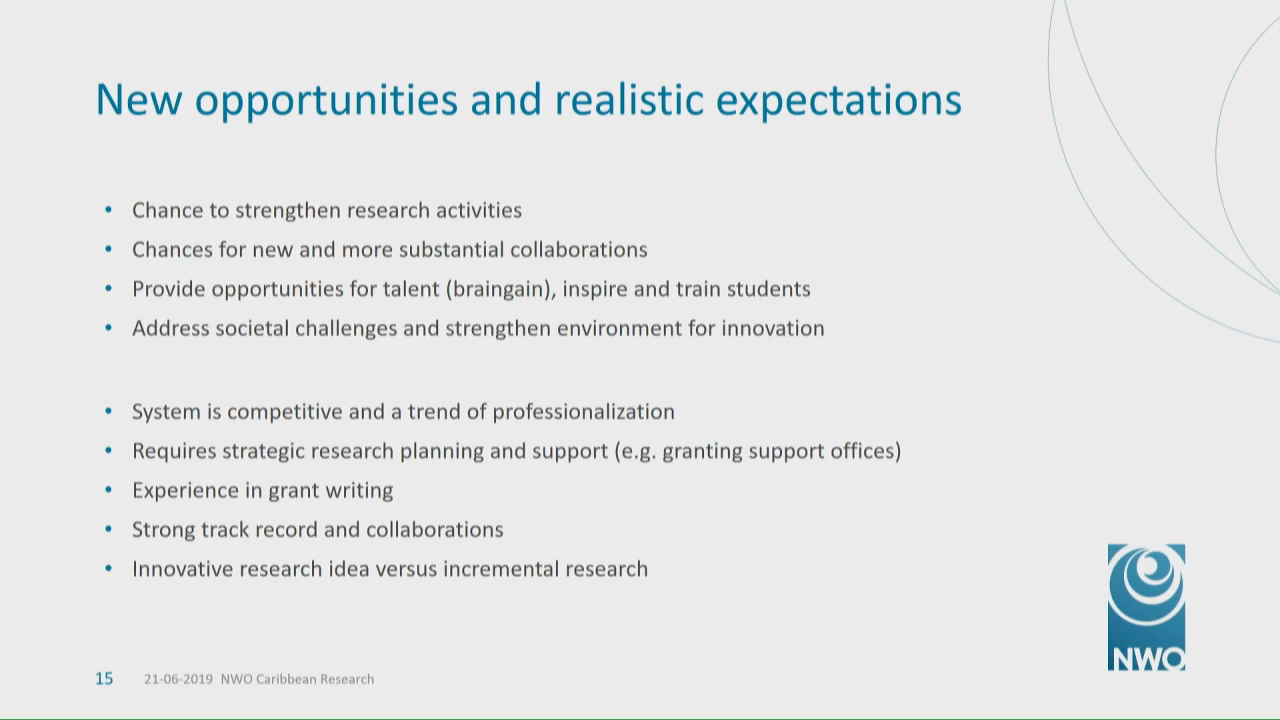 New opportunities and realistic expectations
• Chance to strengthen research activities
• Chances for new and more substantial collaborations
• Provide opportunities for talent (braingain), inspire and train students
• Address societal challenges and strengthen environment for innovation
• System is competitive and a trend of professionalization
• Requires strategic research planning and support (e.g. granting support offices)
• Experience in grant writing
• Strong track record and collaborations
• Innovative research idea versus incremental research
NWO
15 21-06-2019 NWO Caribbean Research